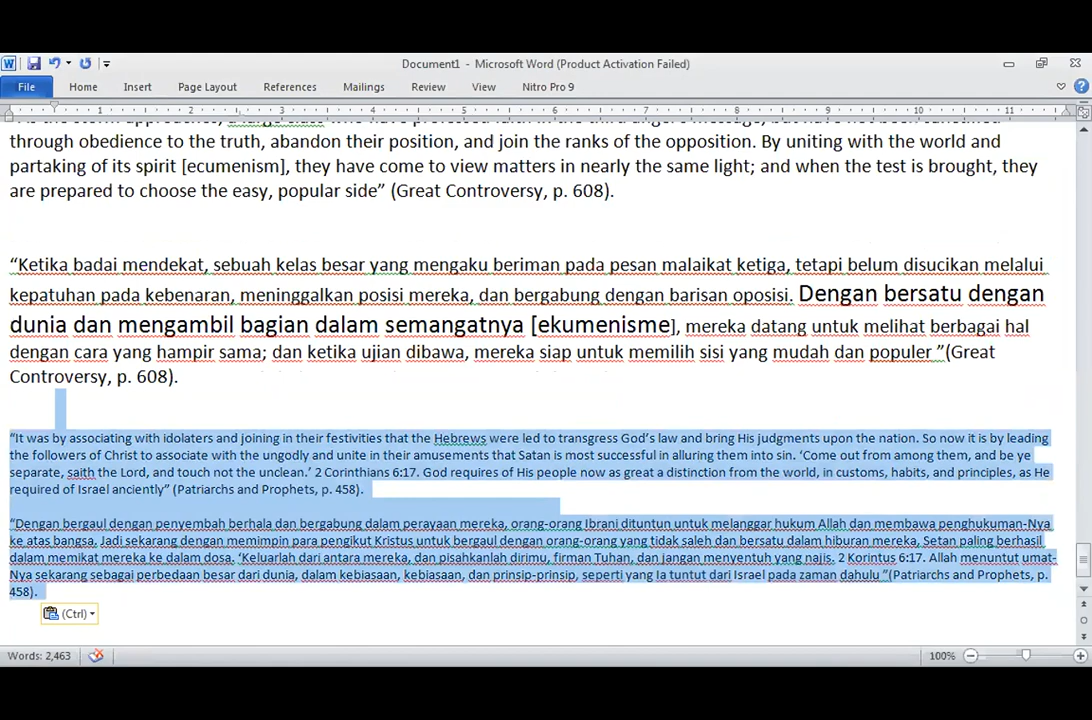 Document1 - Microsoft Word (Product Activation Failed)
File Home Insert Page Layout References Mailings Review View Nitro Pro 9
1 2 3 4 5 6 7 8 9 10 11
through obedience to the truth, abandon their position, and join the ranks of the opposition. By uniting with the world and
partaking of its spirit [ecumenism], they have come to view matters in nearly the same light; and when the test is brought, they
are prepared to choose the easy, popular side” (Great Controversy, p. 608).
“Ketika badai mendekat, sebuah kelas besar yang mengaku beriman pada pesan malaikat ketiga, tetapi belum disucikan melalui
kepatuhan pada kebenaran, meninggalkan posisi mereka, dan bergabung dengan barisan oposisi. Dengan bersatu dengan
dunia dan mengambil bagian dalam semangatnya [ekumenisme], mereka datang untuk melihat berbagai hal
dengan cara yang hampir sama; dan ketika ujian dibawa, mereka siap untuk memilih sisi yang mudah dan populer ”(Great
Controversy, p. 608).
“It was by associating with idolaters and joining in their festivities that the Hebrews were led to transgress God’s law and bring His judgments upon the nation. So now it is by leading
the followers of Christ to associate with the ungodly and unite in their amusements that Satan is most successful in alluring them into sin. ‘Come out from among them, and be ye
separate, saith the Lord, and touch not the unclean.’ 2 Corinthians 6:17. God requires of His people now as great a distinction from the world, in customs, habits, and principles, as He
required of Israel anciently” (Patriarchs and Prophets, p. 458).
“Dengan bergaul dengan penyembah berhala dan bergabung dalam perayaan mereka, orang-orang Ibrani dituntun untuk melanggar hukum Allah dan membawa penghukuman-Nya
ke atas bangsa. Jadi sekarang dengan memimpin para pengikut Kristus untuk bergaul dengan orang-orang yang tidak saleh dan bersatu dalam hiburan mereka, Setan paling berhasil
dalam memikat mereka ke dalam dosa. ‘Keluarlah dari antara mereka, dan pisahkanlah dirimu, firman Tuhan, dan jangan menyentuh yang najis. 2 Korintus 6:17. Allah menuntut umat-
Nya sekarang sebagai perbedaan besar dari dunia, dalam kebiasaan, kebiasaan, dan prinsip-prinsip, seperti yang Ia tuntut dari Israel pada zaman dahulu ”(Patriarchs and Prophets, p.
458).
(Ctrl)
Words: 2,463
100%